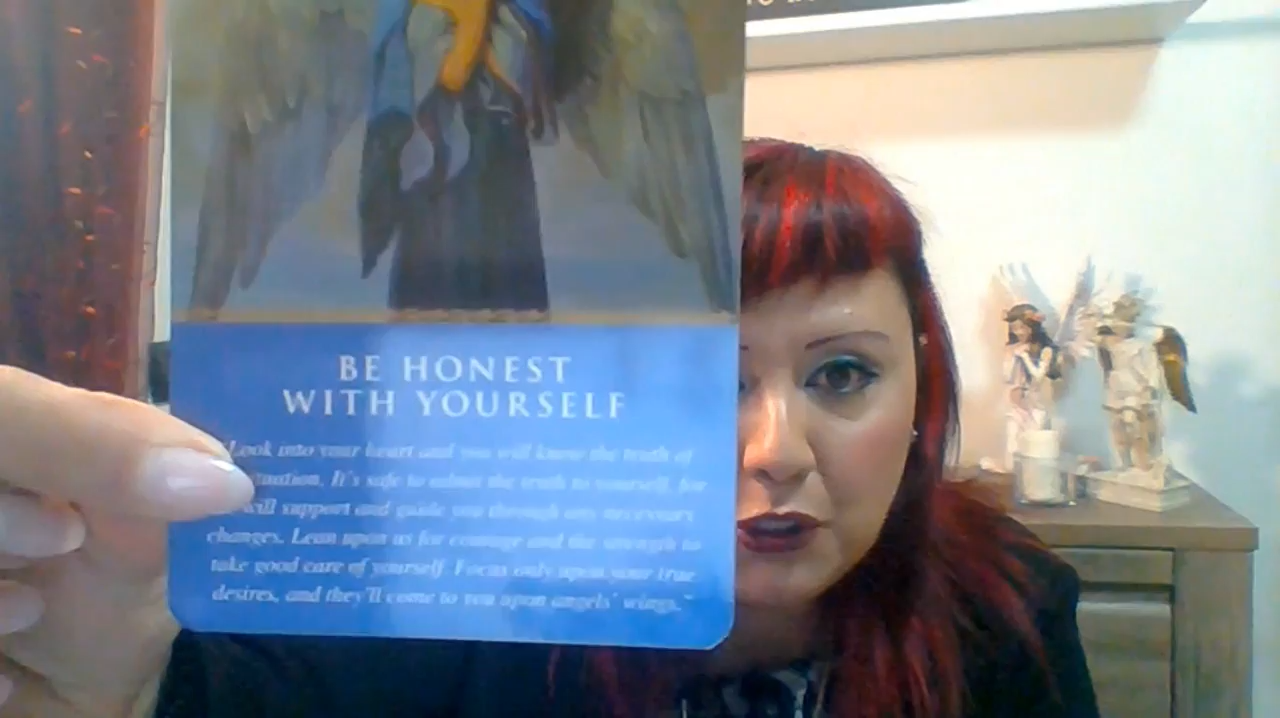 BE HONEST
WITH YOURSELF
"Look into your heart and you will know the truth of
It's safe to admit the truth to yourself, for
will support and guide you through any necessary
changes. Lean upon us for courage and the strength to
take good care of yourself. Focus only upon your true
desires, and they'll come to you upon angels' wings."